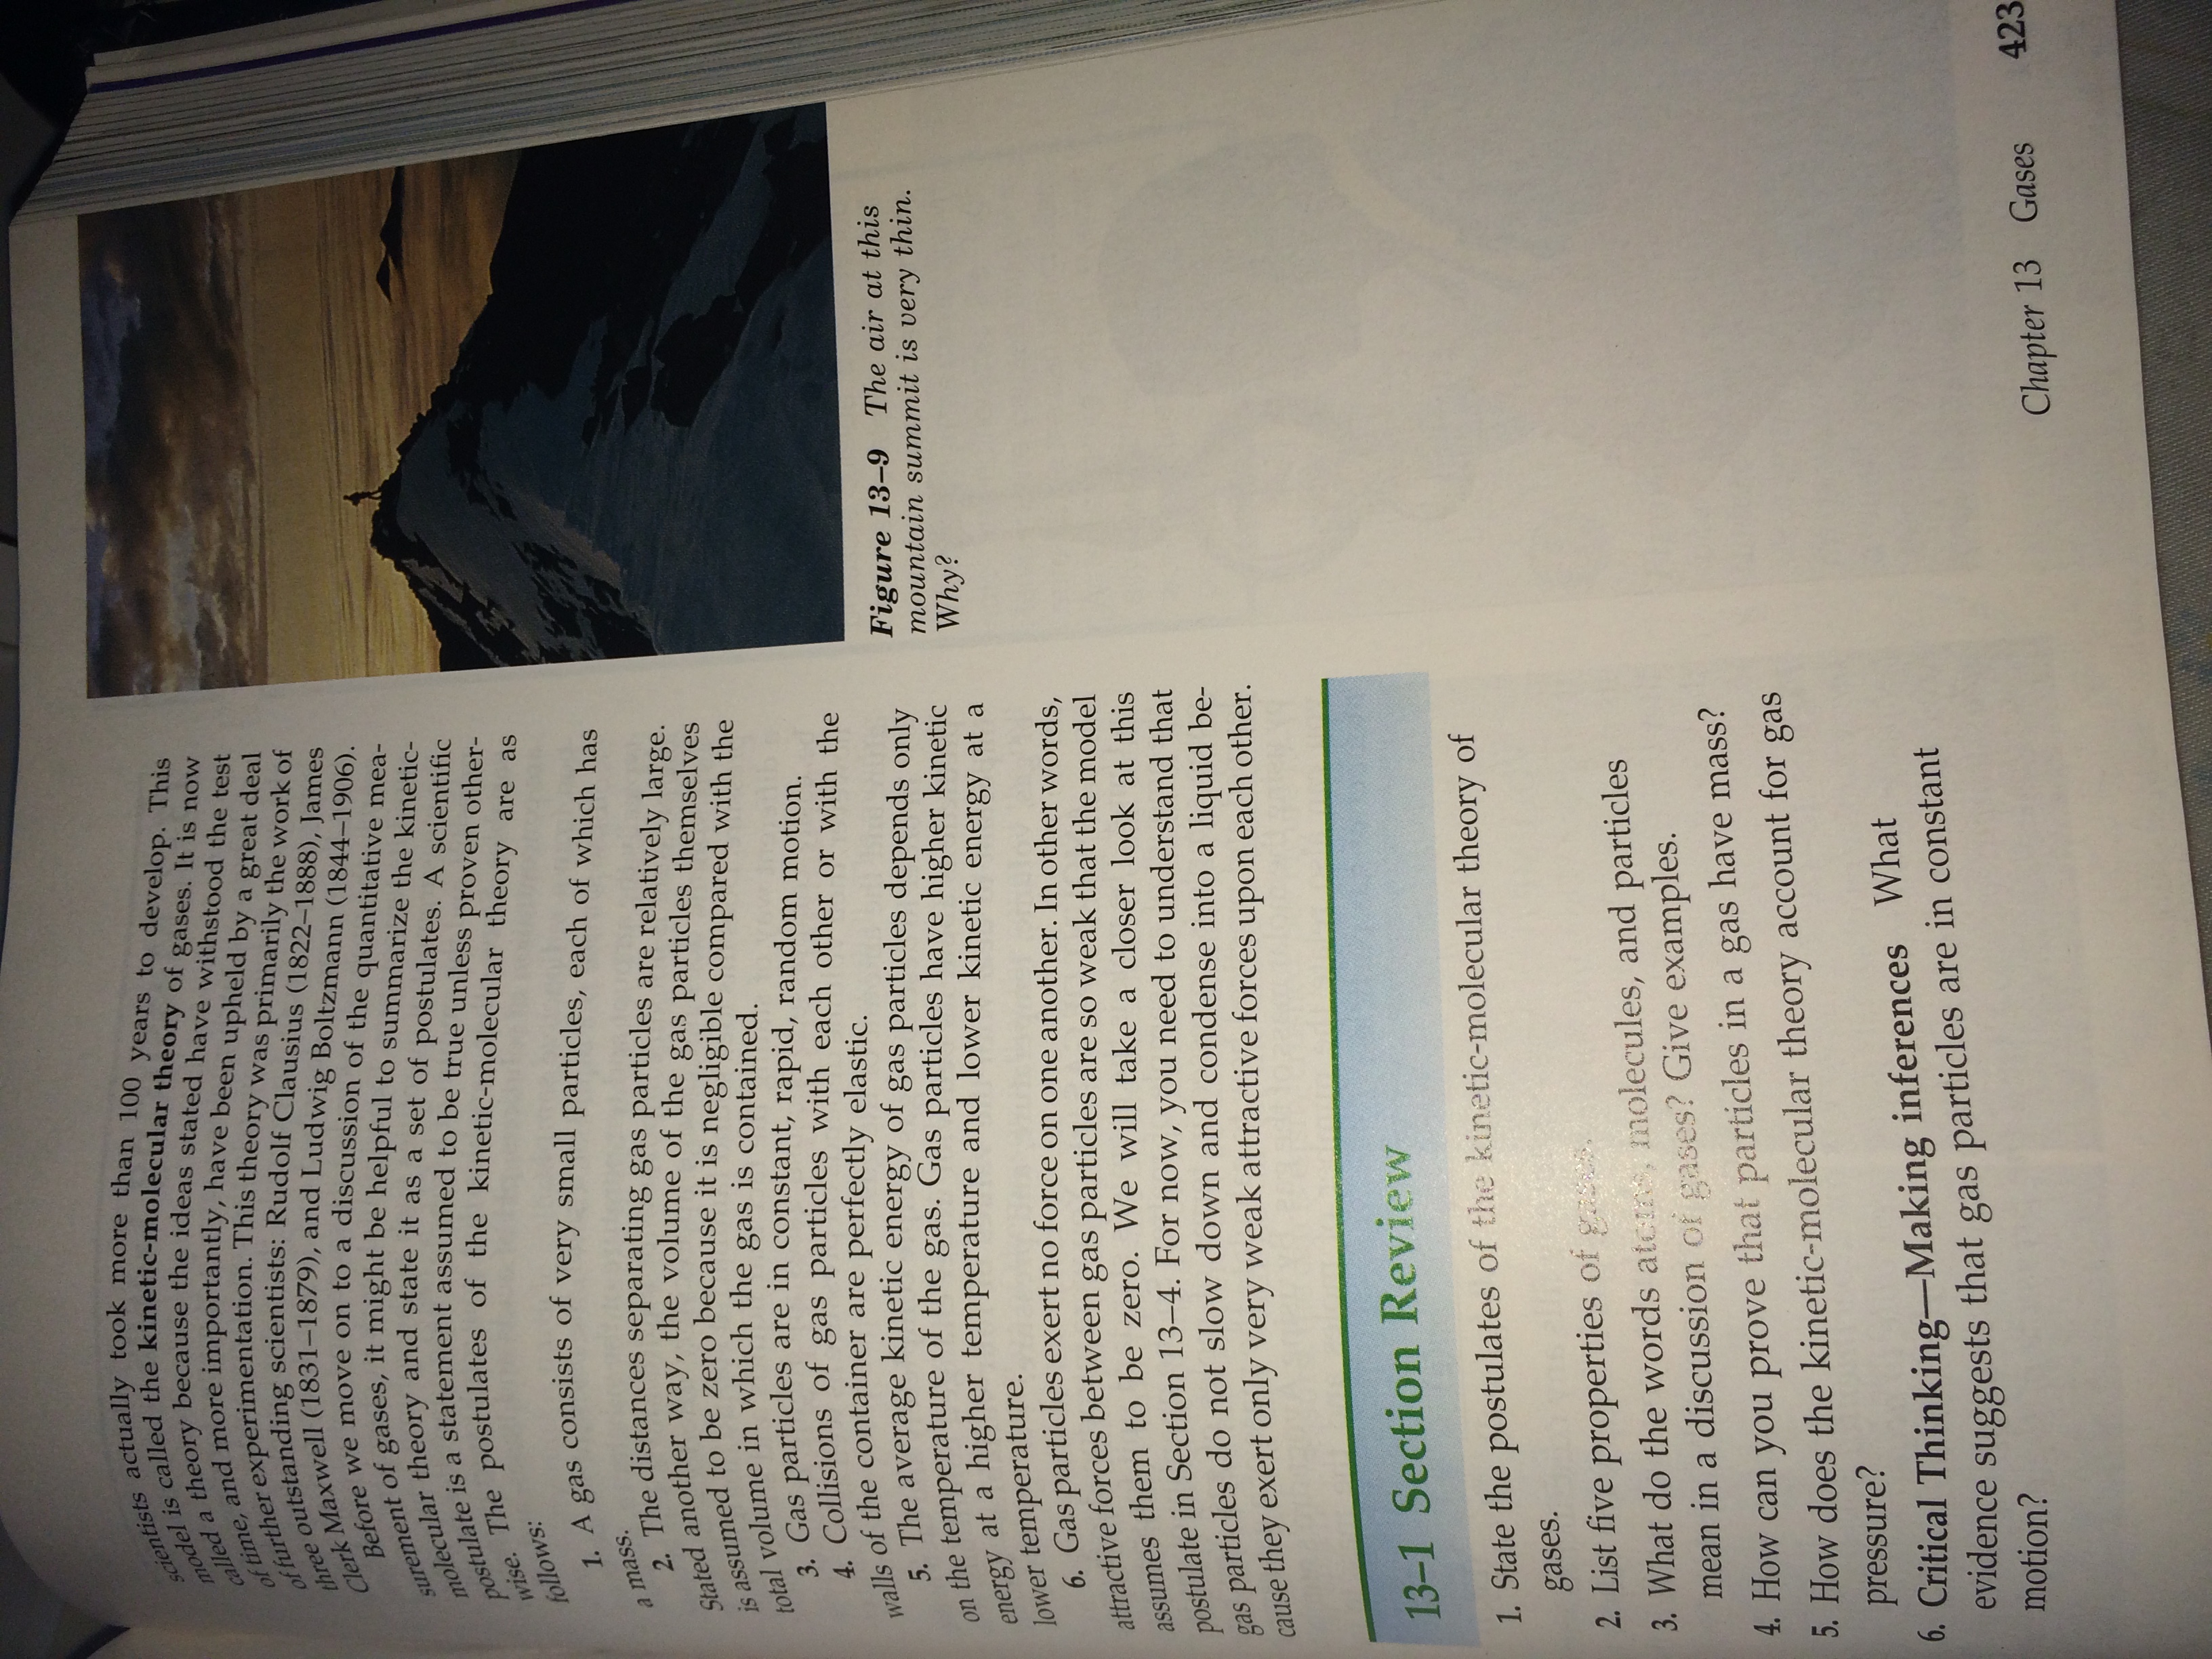 scientists actually took more than 100 years to develop. This
model is called the kinetic-molecular theory of gases. It is now
called a theory because the ideas stated have withstood the test
of time, and more importantly, have been upheld by a great deal
of further experimentation. This theory was primarily the work of
three outstanding scientists: Rudolf Clausius (1822–1888), James
Clerk Maxwell (1831–1879), and Ludwig Boltzmann (1844–1906).
Before we move on to a discussion of the quantitative mea-
surement of gases, it might be helpful to summarize the kinetic-
molecular theory and state it as a set of postulates. A scientific
postulate is a statement assumed to be true unless proven other-
wise. The postulates of the kinetic-molecular theory are as
follows:
1. A gas consists of very small particles, each of which has
a mass.
2. The distances separating gas particles are relatively large.
Stated another way, the volume of the gas particles themselves
is assumed to be zero because it is negligible compared with the
total volume in which the gas is contained.
3. Gas particles are in constant, rapid, random motion.
4. Collisions of gas particles with each other or with the
walls of the container are perfectly elastic.
5. The average kinetic energy of gas particles depends only
on the temperature of the gas. Gas particles have higher kinetic
energy at a higher temperature and lower kinetic energy at a
lower temperature.
6. Gas particles exert no force on one another. In other words,
attractive forces between gas particles are so weak that the model
assumes them to be zero. We will take a closer look at this
postulate in Section 13–4. For now, you need to understand that
gas particles do not slow down and condense into a liquid be-
cause they exert only very weak attractive forces upon each other.
Figure 13–9 The air at this
mountain summit is very thin.
Why?
13–1 Section Review
1. State the postulates of the kinetic-molecular theory of
gases.
2. List five properties of gases.
3. What do the words atoms, molecules, and particles
mean in a discussion of gases? Give examples.
4. How can you prove that particles in a gas have mass?
5. How does the kinetic-molecular theory account for gas
pressure?
6. Critical Thinking—Making inferences What
evidence suggests that gas particles are in constant
motion?
Chapter 13 Gases 423